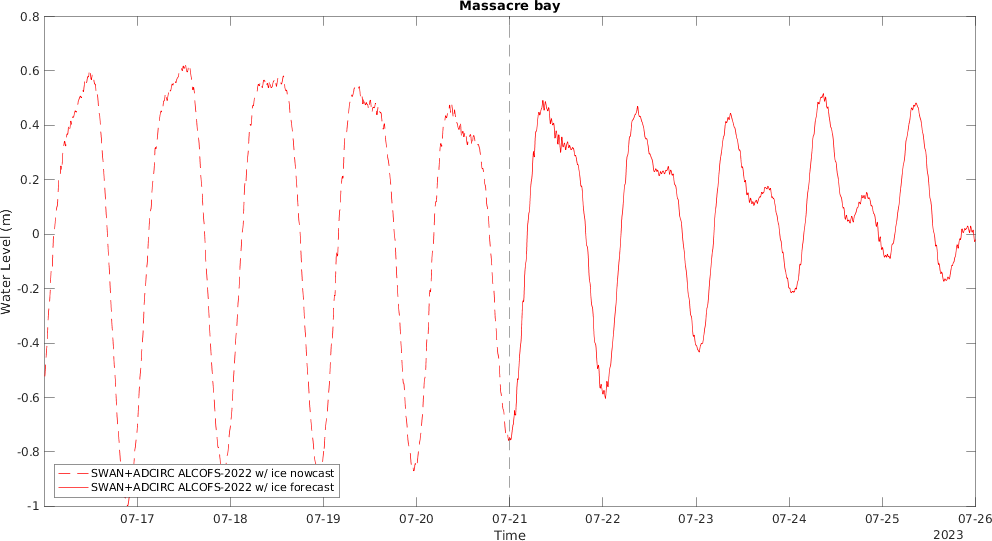 Massacre bay
Water Level (m)
0.8
0.6
0.4
0.2
0
-0.2
-0.4
-0.6
-0.8
-1
SWAN+ADCIRC ALCOFS-2022 w/ ice nowcast
SWAN+ADCIRC ALCOFS-2022 w/ ice forecast
07-17 07-18 07-19 07-20 07-21 07-22 07-23 07-24 07-25 07-26
Time
2023